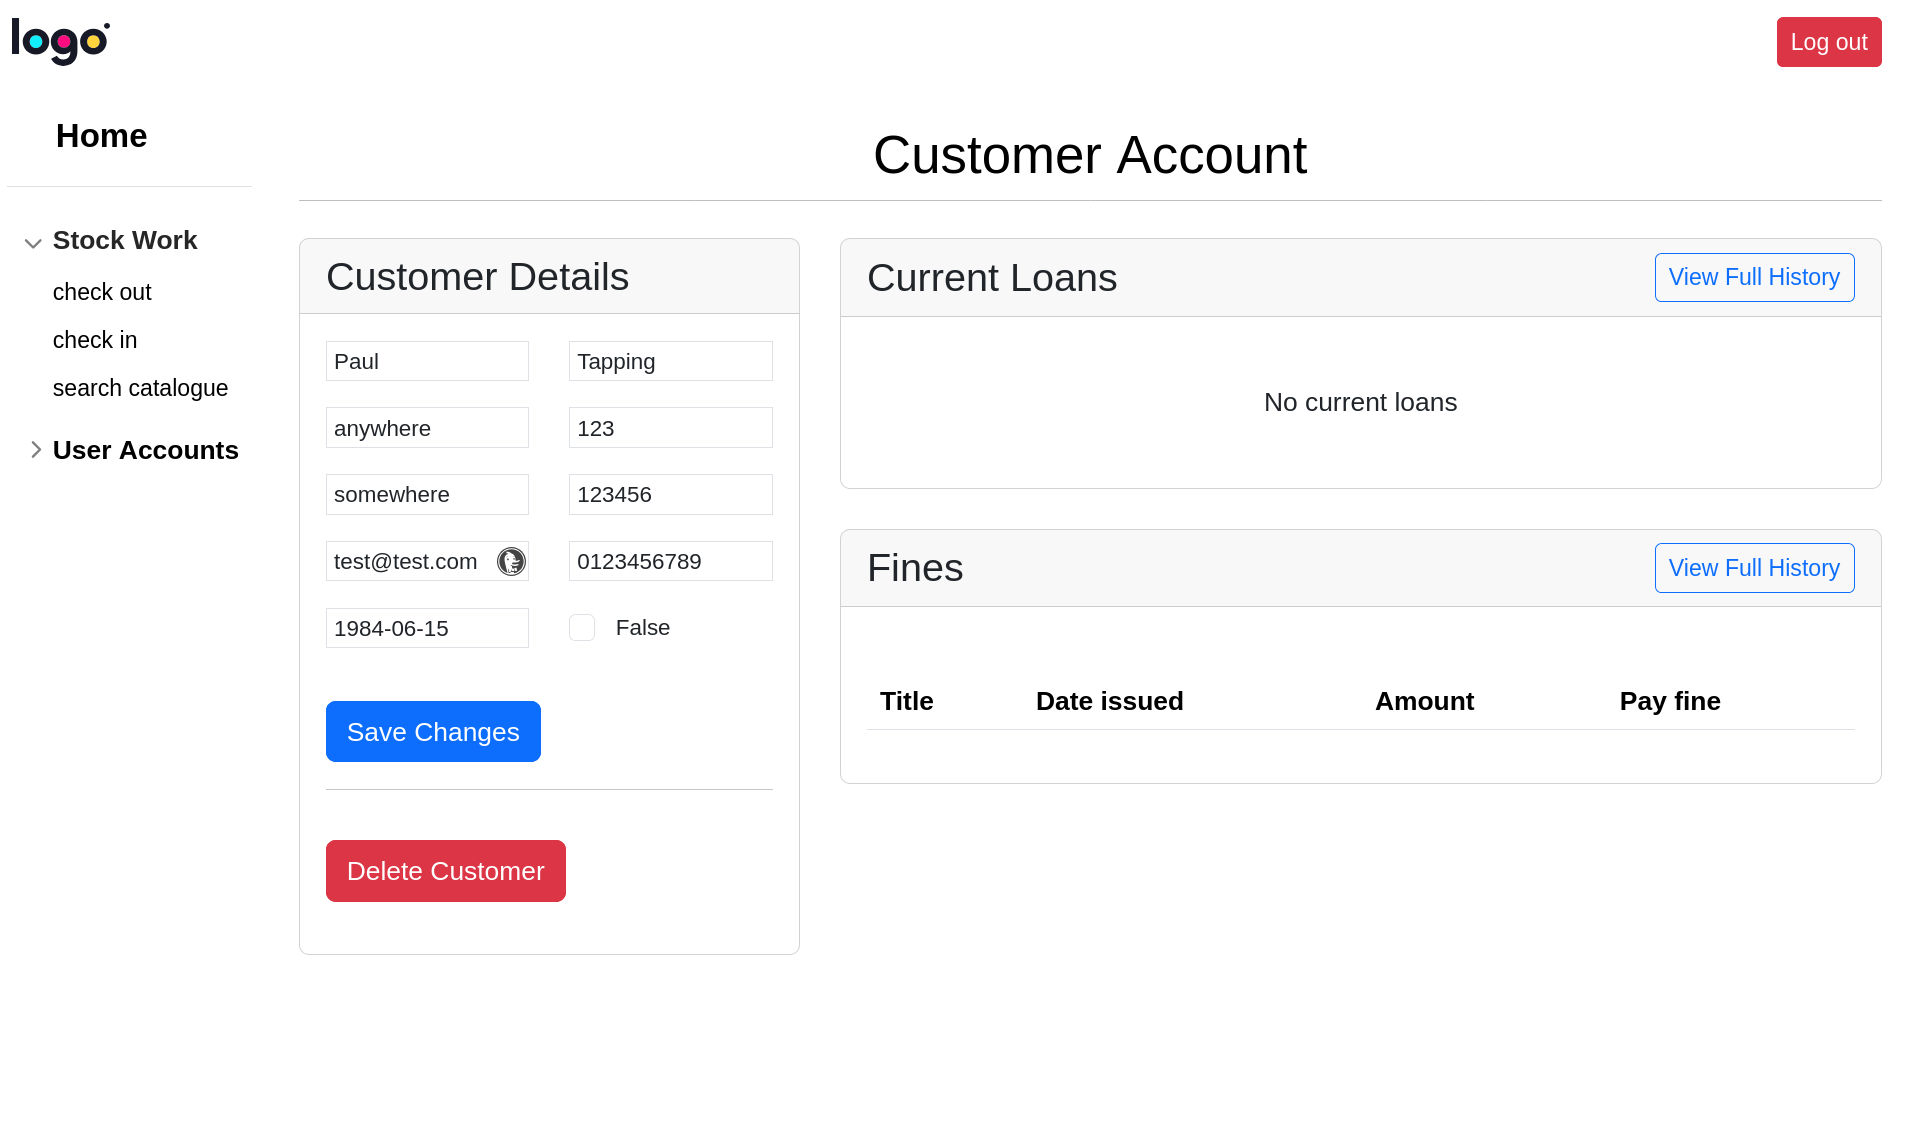 logo
Log out
Home
Customer Account
Stock Work
check out
check in
search catalogue
User Accounts
Customer Details
Paul
Tapping
anywhere
123
somewhere
123456
test@test.com
0123456789
1984-06-15
False
Save Changes
Delete Customer
Current Loans
View Full History
No current loans
Fines
View Full History
Title
Date issued
Amount
Pay fine